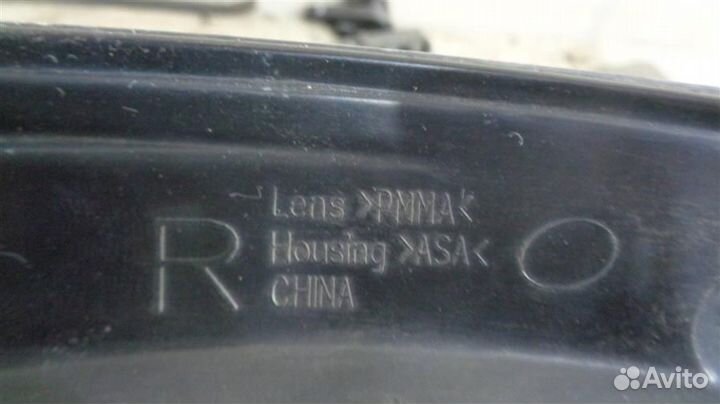 Lens >PMMA<
R Housing >ASA<
CHINA
Avito